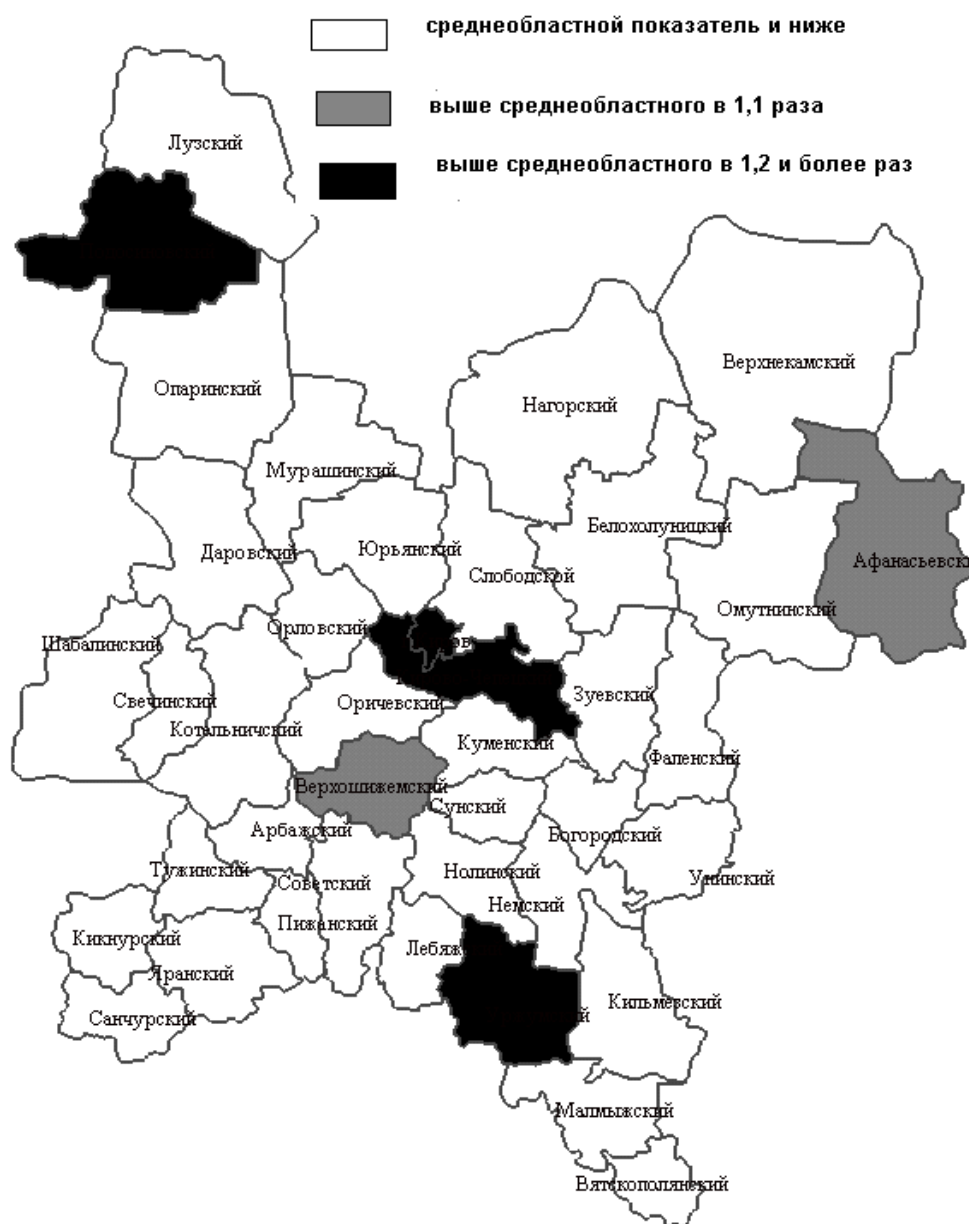 среднеобластной показатель и ниже
выше среднеобластного в 1,1 раза
выше среднеобластного в 1,2 и более раз
Лузский
Верхнекамский
Опаринский
Нагорский
Мурашинский
Белохолуницкий
Юрьянский
Даровский
Слободской
Афанасьевски
Омутнинский
Орловский
Шабалинский
Зуевский
Свечинский
Оричевский
Котельничский
Куменский
Фаленский
Верхошижемский
Сунский
Арбажский
Богородский
Тужинский
Нолинский
Унинский
Советский
Немский
Пижанский
Кикнурский
Лебяж
Яранский
Кильмезский
Санчурский
Малмыжский
Вятскополянский